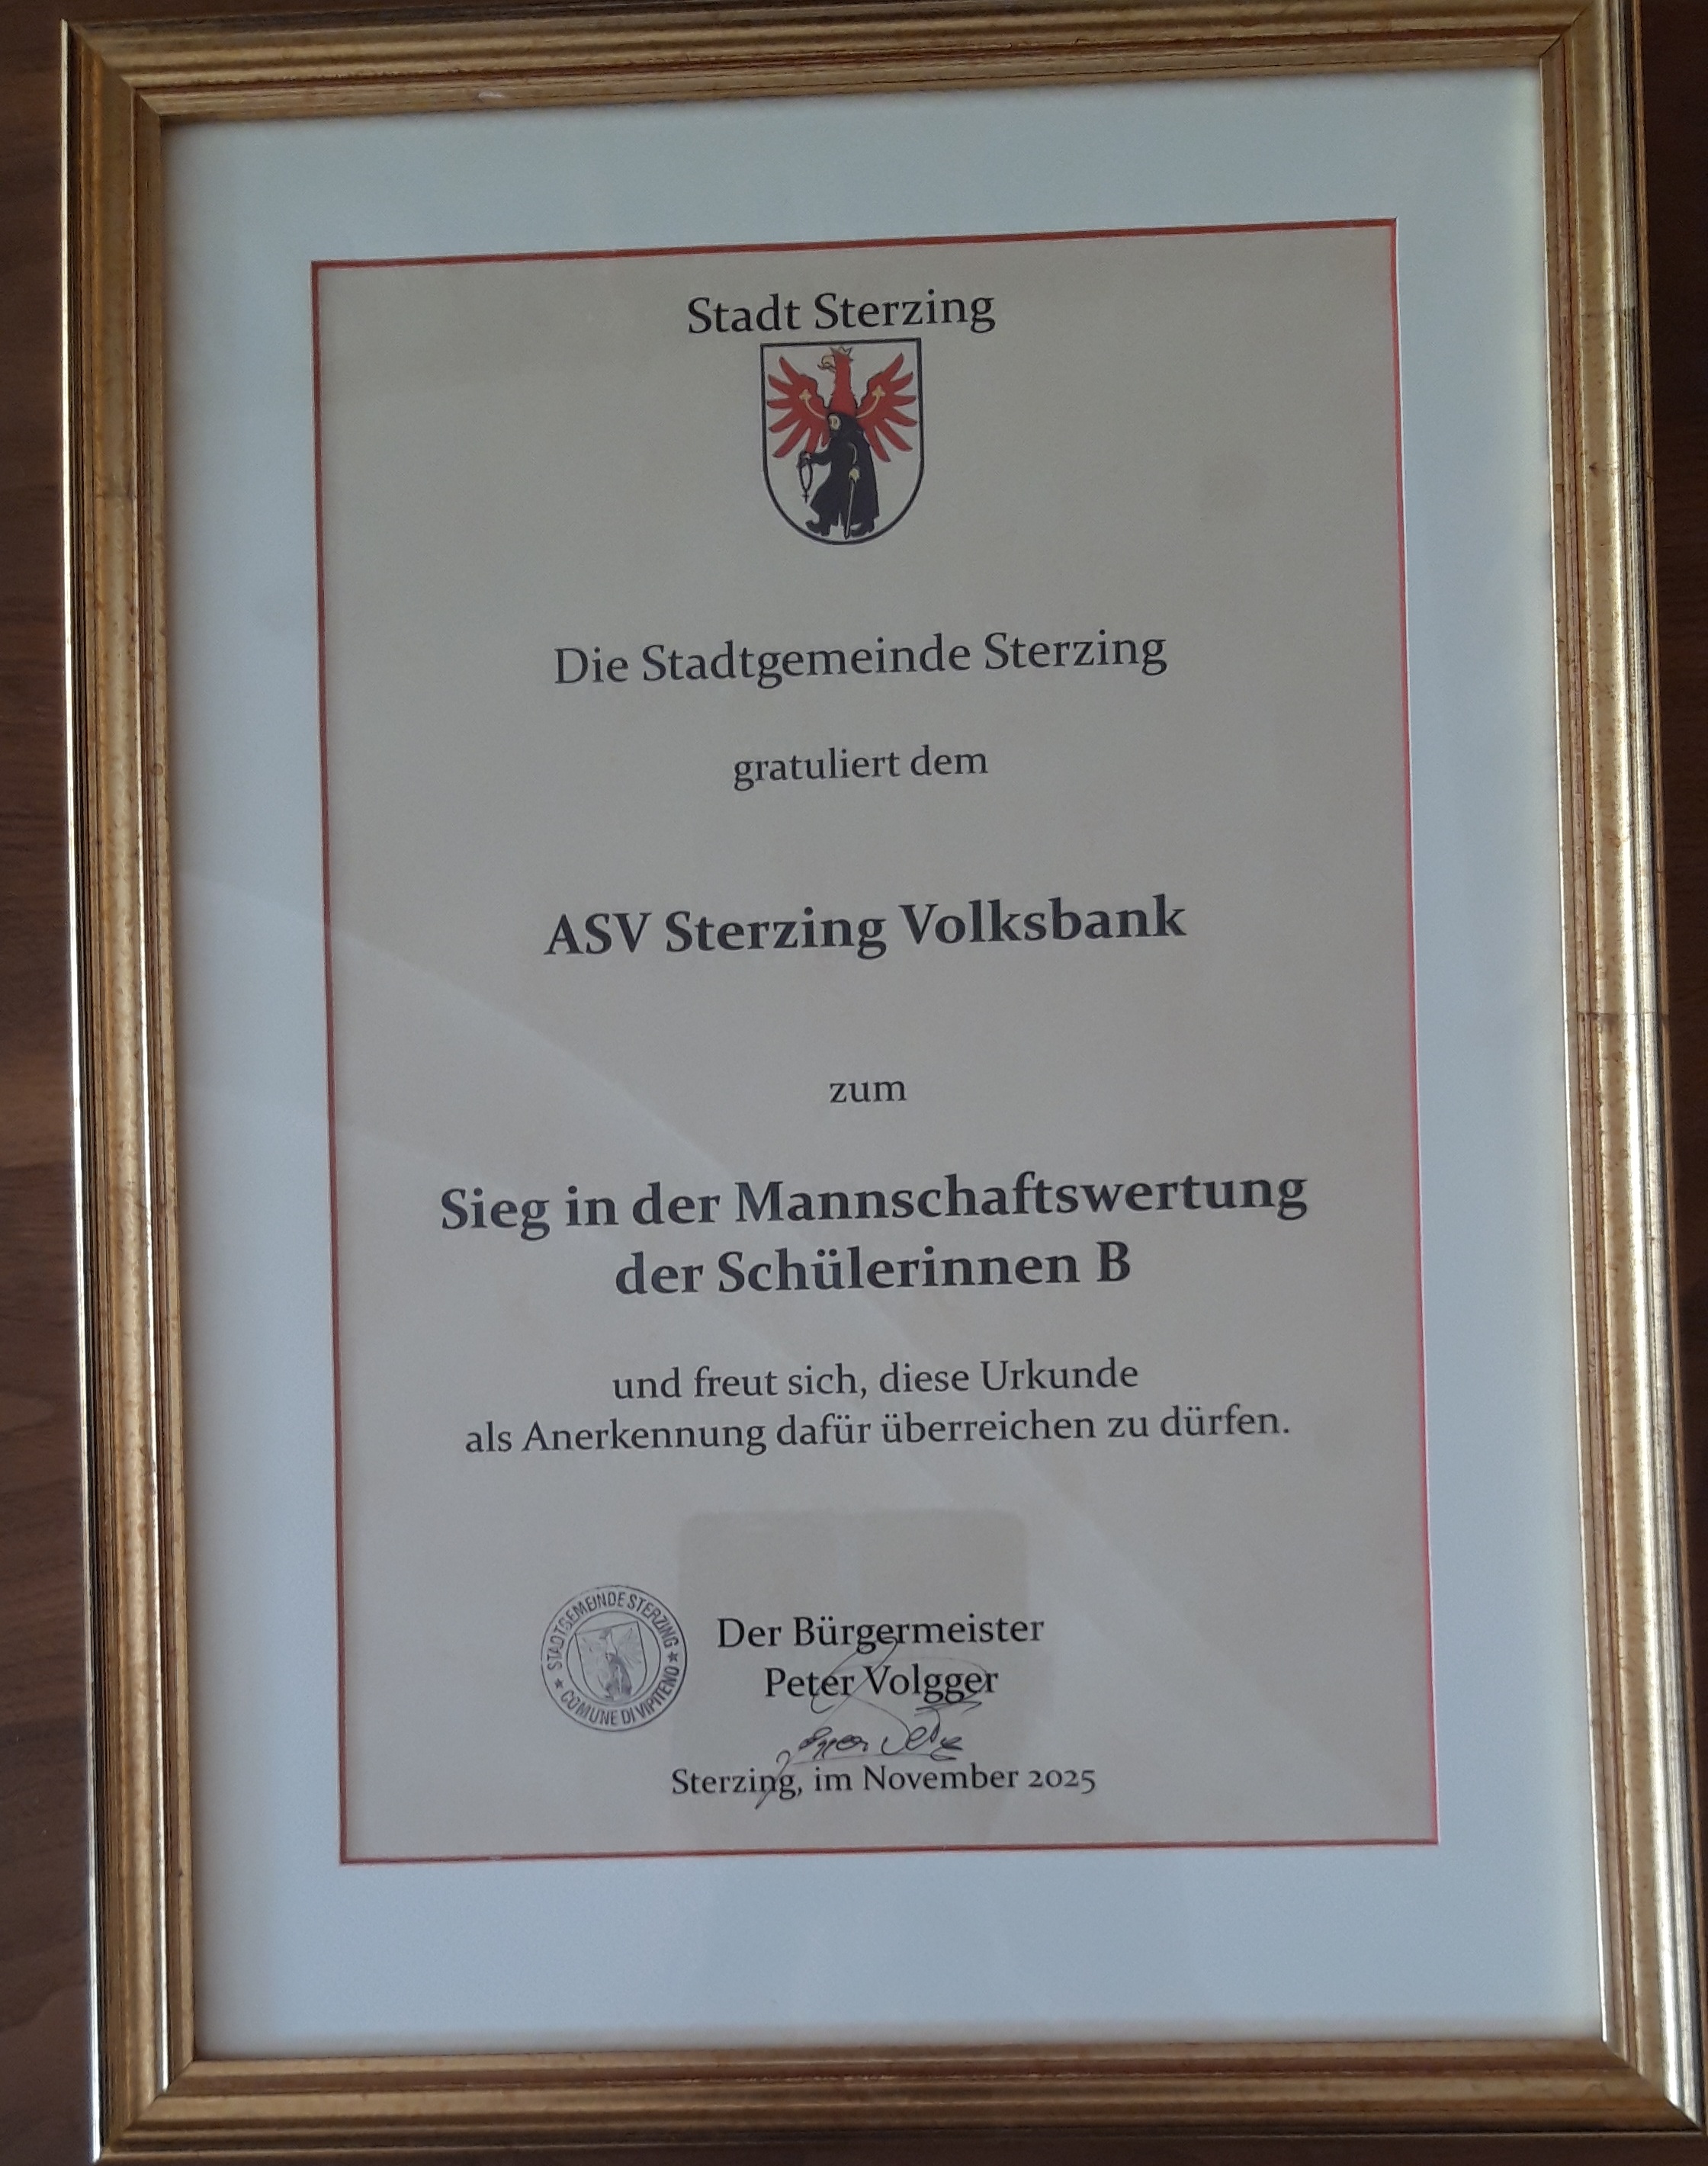 Stadt Sterzing
Die Stadtgemeinde Sterzing
gratuliert dem
ASV Sterzing Volksbank
zum
Sieg in der Mannschaftswertung
der Schülerinnen B
und freut sich, diese Urkunde
als Anerkennung dafür überreichen zu dürfen.
STADTGEMEINDE STERZING
COMUNE DI VIPITENO
Der Bürgermeister
Peter Volgger
Sterzing, im November 2025